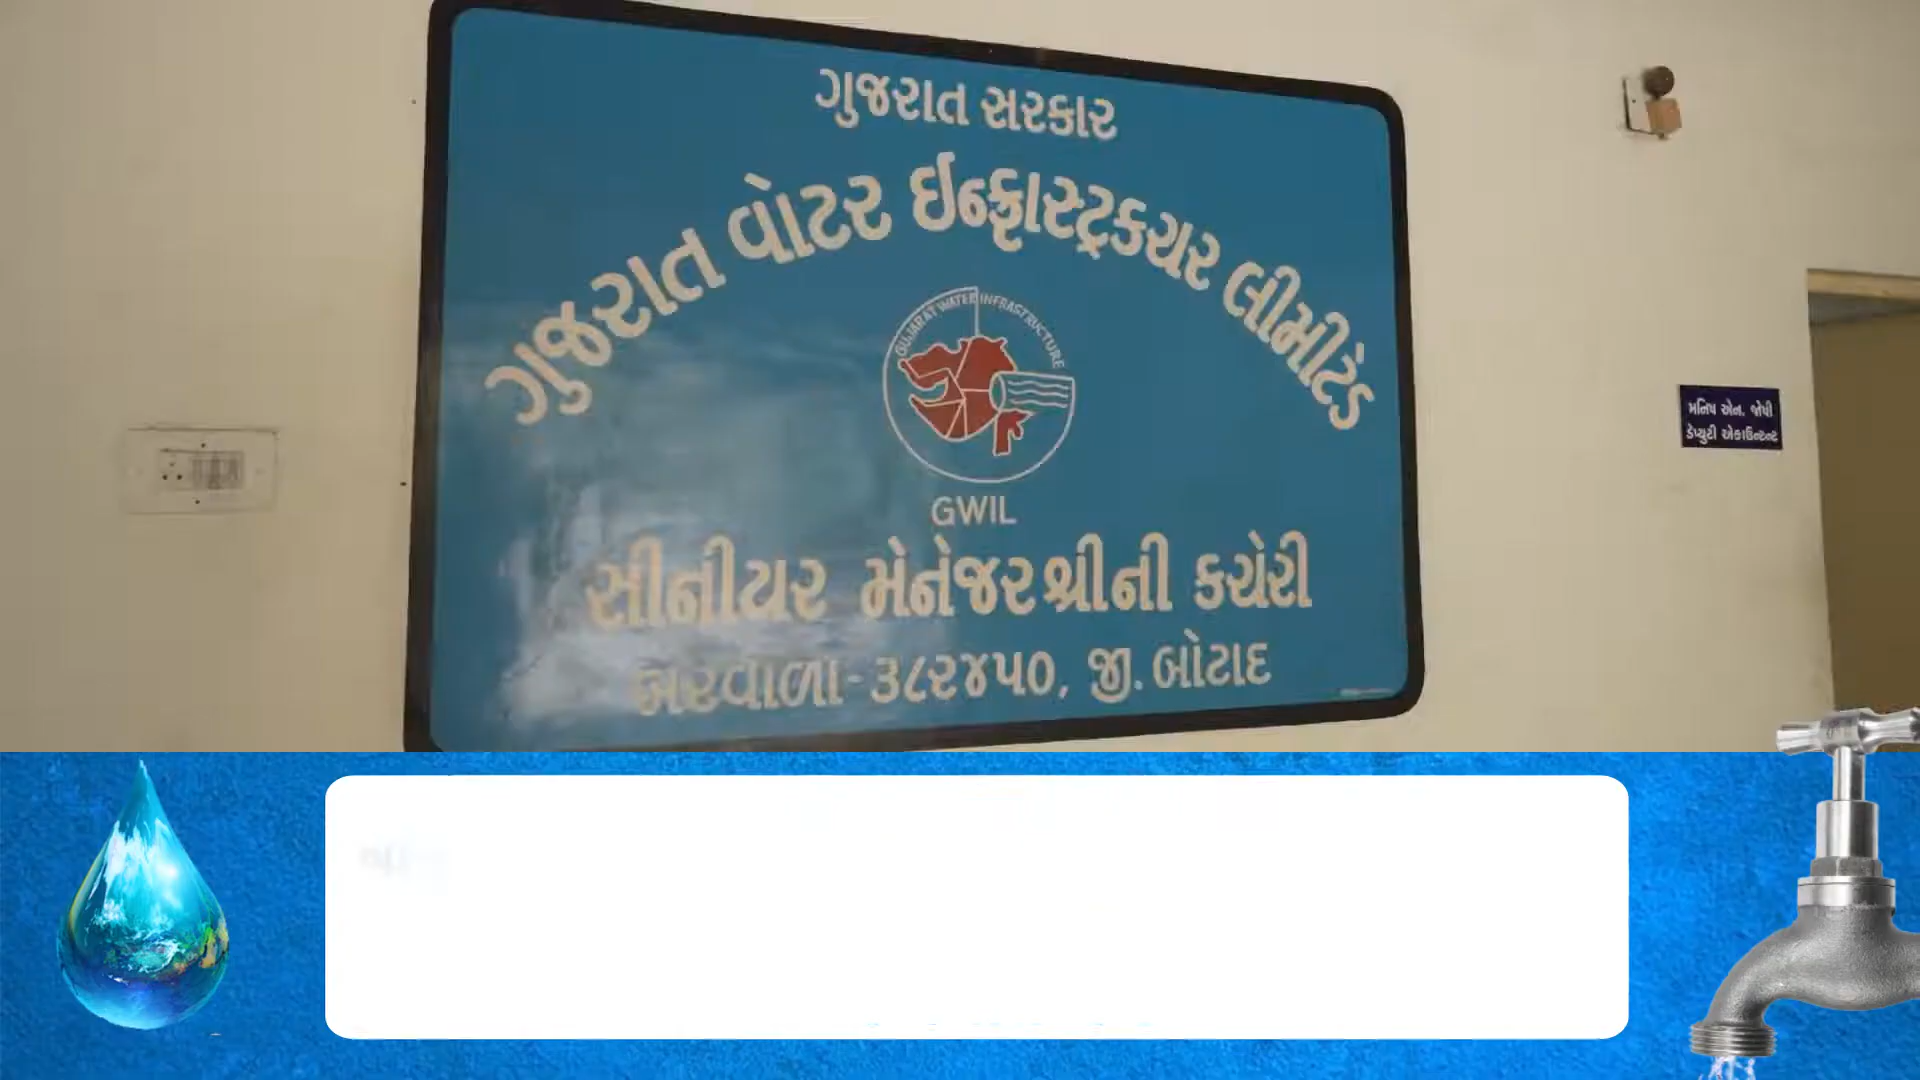 ગુજરાત સરકાર
ગુજરાત વોટર ઈન્ફ્રાસ્ટ્રકચર લીમીટેડ
GUJARAT WATER INFRASTRUCTURE
GWIL
સીનીયર મેનેજરશ્રીની કચેરી
બરવાળા-૩૮૨૪૫૦, જી. બોટાદ
મનિષ એન. જોષી
ડેપ્યુટી એકાઉન્ટન્ટ